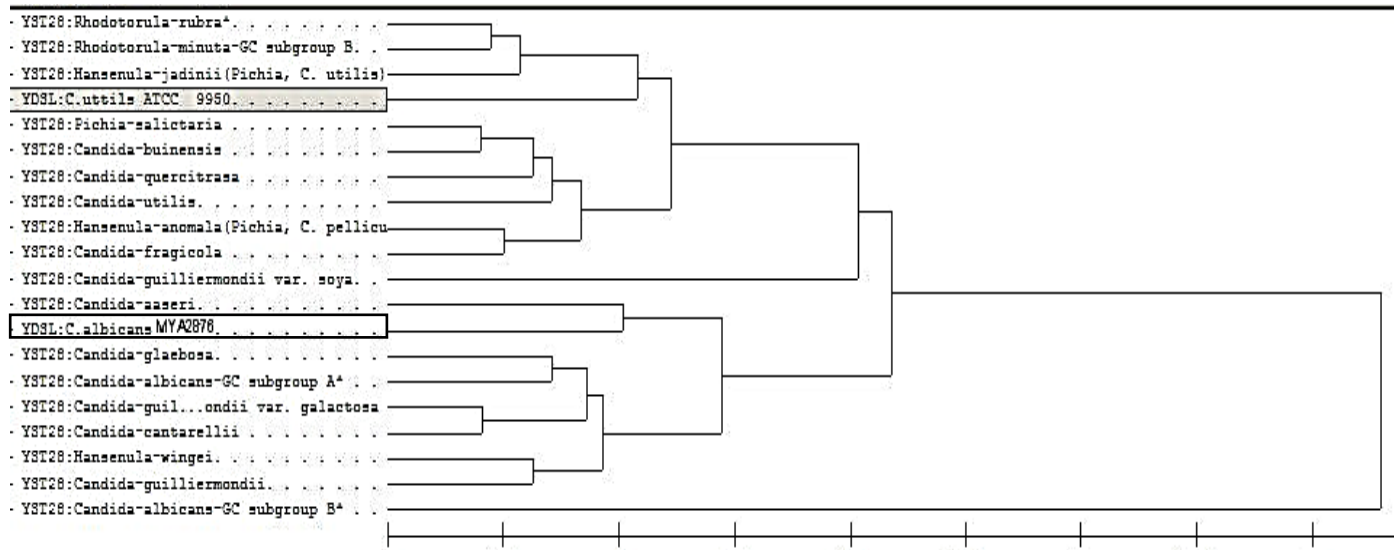 - YST28:Rhodotorula-rubra*. . . . . . . . .
- YST28:Rhodotorula-minuta-GC subgroup B. .
- YST28:Hansenula-jadinii(Pichia, C. utilis)
- YDSL:C.uttils ATCC 9950. . . . . . . . .
- YST28:Pichia-salictaria . . . . . . . . .
- YST28:Candida-buinensis . . . . . . . . .
- YST28:Candida-quercitrasa . . . . . . . .
- YST28:Candida-utilis. . . . . . . . . . .
- YST28:Hansenula-anomala(Pichia, C. pellicu
- YST28:Candida-fragicola . . . . . . . . .
- YST28:Candida-guilliermondii var. soya. .
- YST28:Candida-aaseri. . . . . . . . . . .
- YDSL:C.albicans MYA2876. . . . . . . . .
- YST28:Candida-glaebosa. . . . . . . . . .
- YST28:Candida-albicans-GC subgroup A* . .
- YST28:Candida-guil...ondii var. galactosa
- YST28:Candida-cantarellii . . . . . . . .
- YST28:Hansenula-wingei. . . . . . . . . .
- YST28:Candida-guilliermondii. . . . . . .
- YST28:Candida-albicans-GC subgroup B* . .